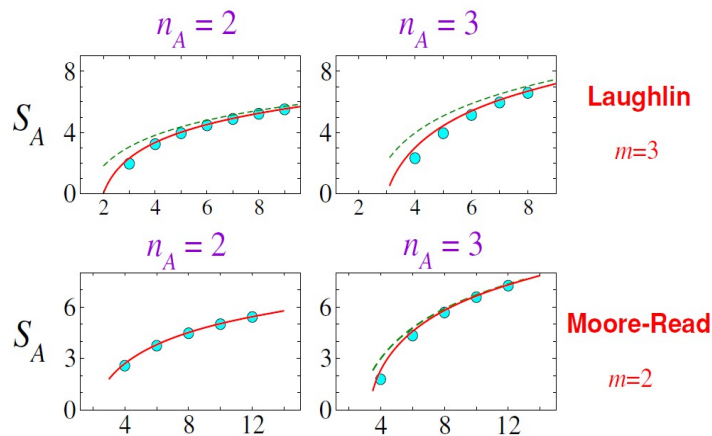 n_A = 2
n_A = 3
8
4
0
S_A
2 4 6 8
8
4
0
2 4 6 8
Laughlin
m=3
n_A = 2
n_A = 3
6
3
0
S_A
4 8 12
6
3
0
4 8 12
Moore-Read
m=2